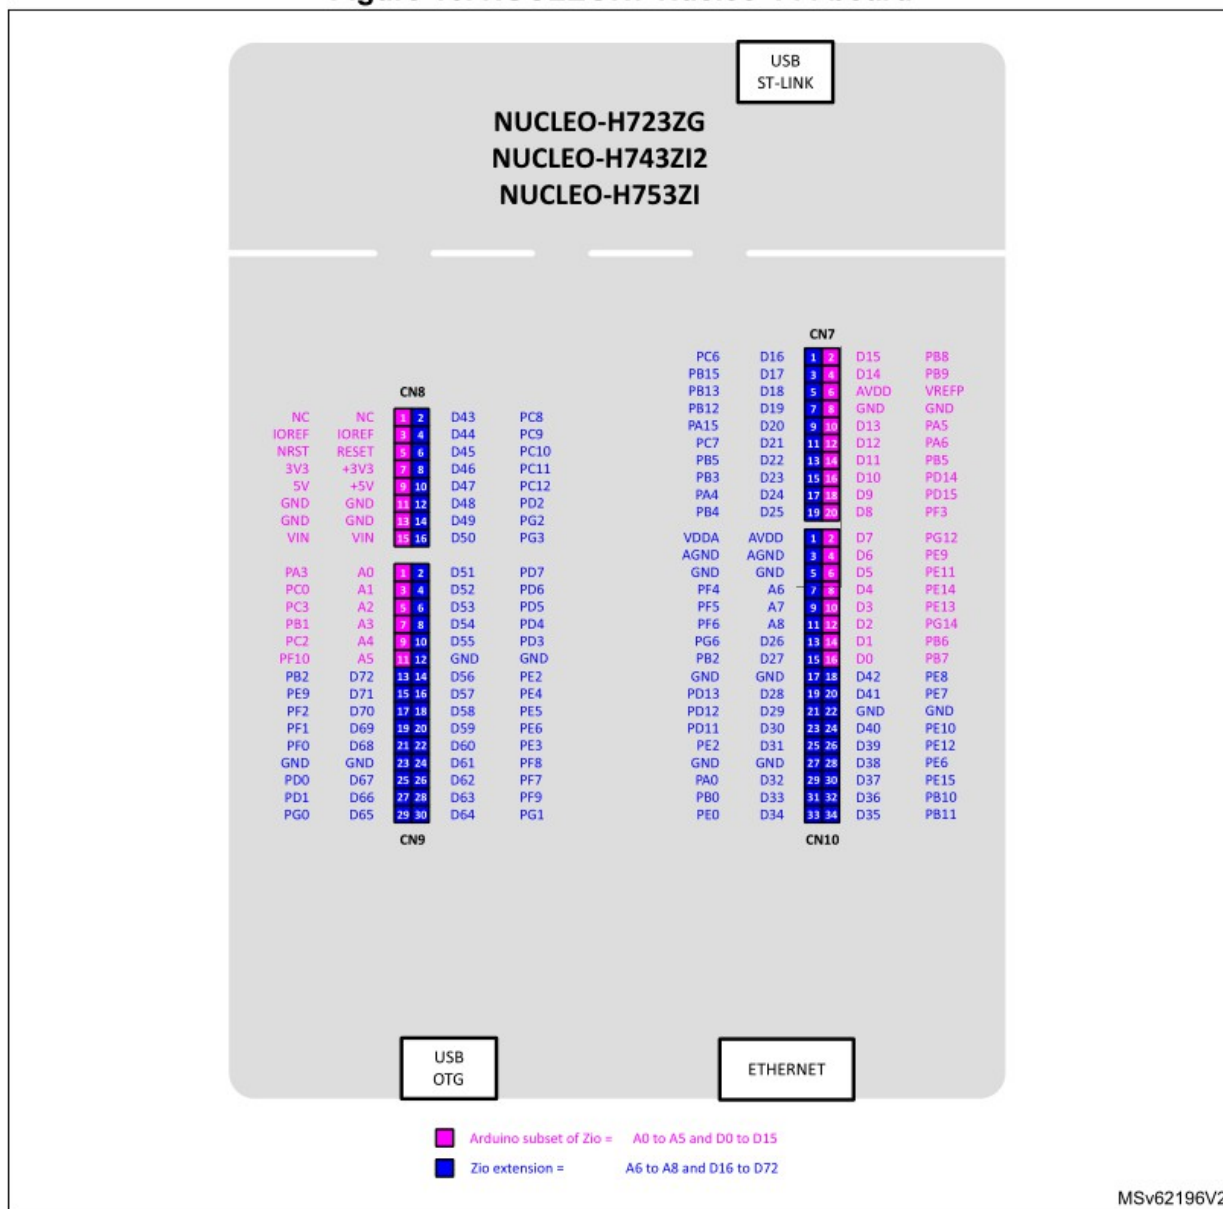 USB
ST-LINK
NUCLEO-H723ZG
NUCLEO-H743ZI2
NUCLEO-H753ZI
CN7
PC6 D16 1 2 D15 PB8
PB15 D17 3 4 D14 PB9
PB13 D18 5 6 AVDD VREFP
PB12 D19 7 8 GND GND
PA15 D20 9 10 D13 PA5
PC7 D21 11 12 D12 PA6
PB5 D22 13 14 D11 PB5
PB3 D23 15 16 D10 PD14
PA4 D24 17 18 D9 PD15
PB4 D25 19 20 D8 PF3
CN8
NC NC 1 2 D43 PC8
IOREF IOREF 3 4 D44 PC9
NRST RESET 5 6 D45 PC10
3V3 +3V3 7 8 D46 PC11
5V +5V 9 10 D47 PC12
GND GND 11 12 D48 PD2
GND GND 13 14 D49 PG2
VIN VIN 15 16 D50 PG3
PA3 A0 1 2 D51 PD7
PC0 A1 3 4 D52 PD6
PC3 A2 5 6 D53 PD5
PB1 A3 7 8 D54 PD4
PC2 A4 9 10 D55 PD3
PF10 A5 11 12 GND GND
PB2 D72 13 14 D56 PE2
PE9 D71 15 16 D57 PE4
PF2 D70 17 18 D58 PE5
PF1 D69 19 20 D59 PE6
PF0 D68 21 22 D60 PE3
GND GND 23 24 D61 PF8
PD0 D67 25 26 D62 PF7
PD1 D66 27 28 D63 PF9
PG0 D65 29 30 D64 PG1
CN9
VDDA AVDD 1 2 D7 PG12
AGND AGND 3 4 D6 PE9
GND GND 5 6 D5 PE11
PF4 A6 7 8 D4 PE14
PF5 A7 9 10 D3 PE13
PF6 A8 11 12 D2 PG14
PG6 D26 13 14 D1 PB6
PB2 D27 15 16 D0 PB7
GND GND 17 18 D42 PE8
PD13 D28 19 20 D41 PE7
PD12 D29 21 22 GND GND
PD11 D30 23 24 D40 PE10
PE2 D31 25 26 D39 PE12
GND GND 27 28 D38 PE6
PA0 D32 29 30 D37 PE15
PB0 D33 31 32 D36 PB10
PE0 D34 33 34 D35 PB11
CN10
USB
OTG
ETHERNET
Arduino subset of Zio = A0 to A5 and D0 to D15
Zio extension = A6 to A8 and D16 to D72
MSv62196V2